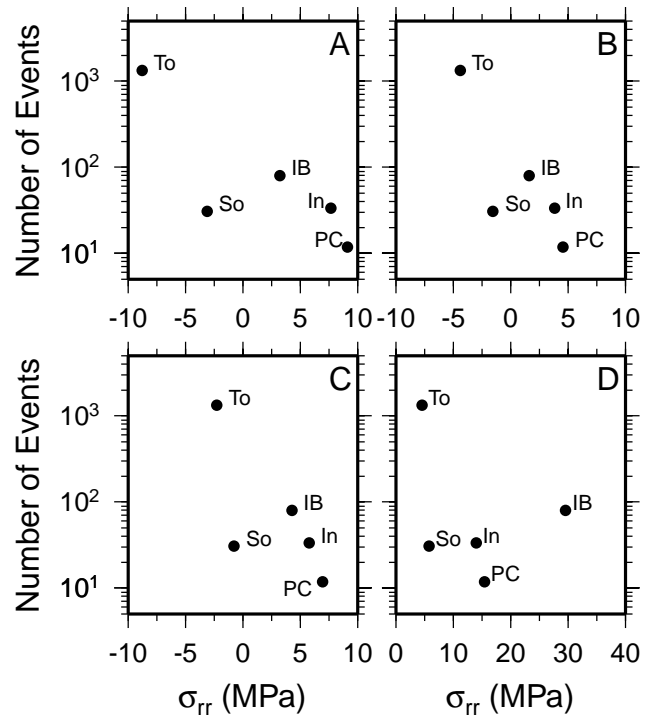 A
B
Number of Events
10³
10²
10¹
To
IB
So
In
PC
To
IB
So
In
PC
-10 -5 0 5 10
-10 -5 0 5 10
C
D
Number of Events
10³
10²
10¹
To
IB
So
In
PC
To
IB
So
In
PC
-10 -5 0 5 10
0 10 20 30 40
σrr (MPa)
σrr (MPa)